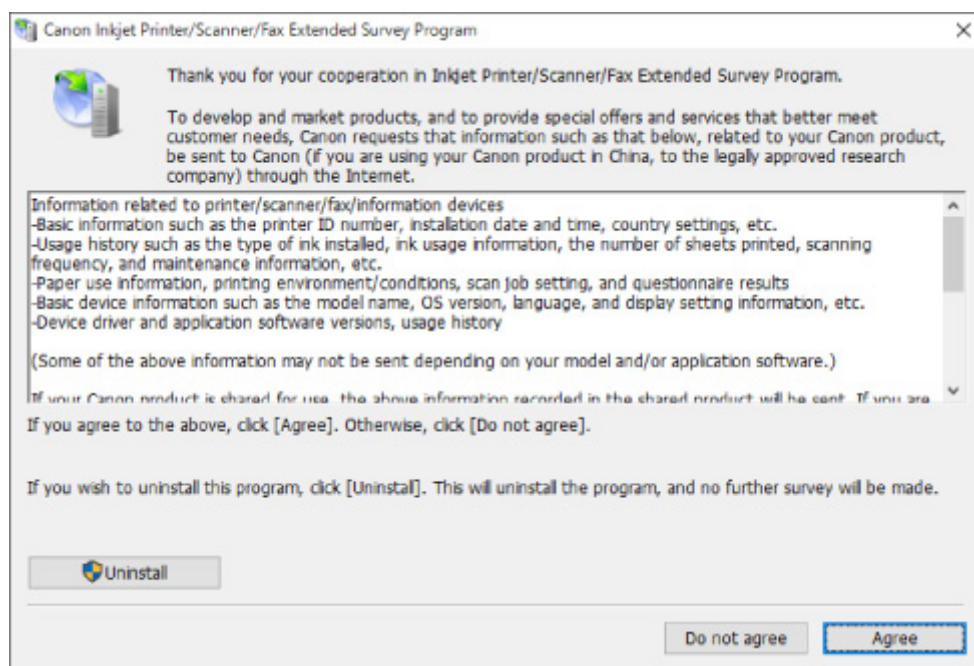 Canon Inkjet Printer/Scanner/Fax Extended Survey Program
Thank you for your cooperation in Inkjet Printer/Scanner/Fax Extended Survey Program.
To develop and market products, and to provide special offers and services that better meet
customer needs, Canon requests that information such as that below, related to your Canon product,
be sent to Canon (if you are using your Canon product in China, to the legally approved research
company) through the Internet.
Information related to printer/scanner/fax/information devices
-Basic information such as the printer ID number, installation date and time, country settings, etc.
-Usage history such as the type of ink installed, ink usage information, the number of sheets printed, scanning
frequency, and maintenance information, etc.
-Paper use information, printing environment/conditions, scan job setting, and questionnaire results
-Basic device information such as the model name, OS version, language, and display setting information, etc.
-Device driver and application software versions, usage history
(Some of the above information may not be sent depending on your model and/or application software.)
If your Canon product is shared for use, the above information recorded in the shared product will be sent. If you are
If you agree to the above, click [Agree]. Otherwise, click [Do not agree].
If you wish to uninstall this program, click [Uninstall]. This will uninstall the program, and no further survey will be made.
Uninstall
Do not agree
Agree